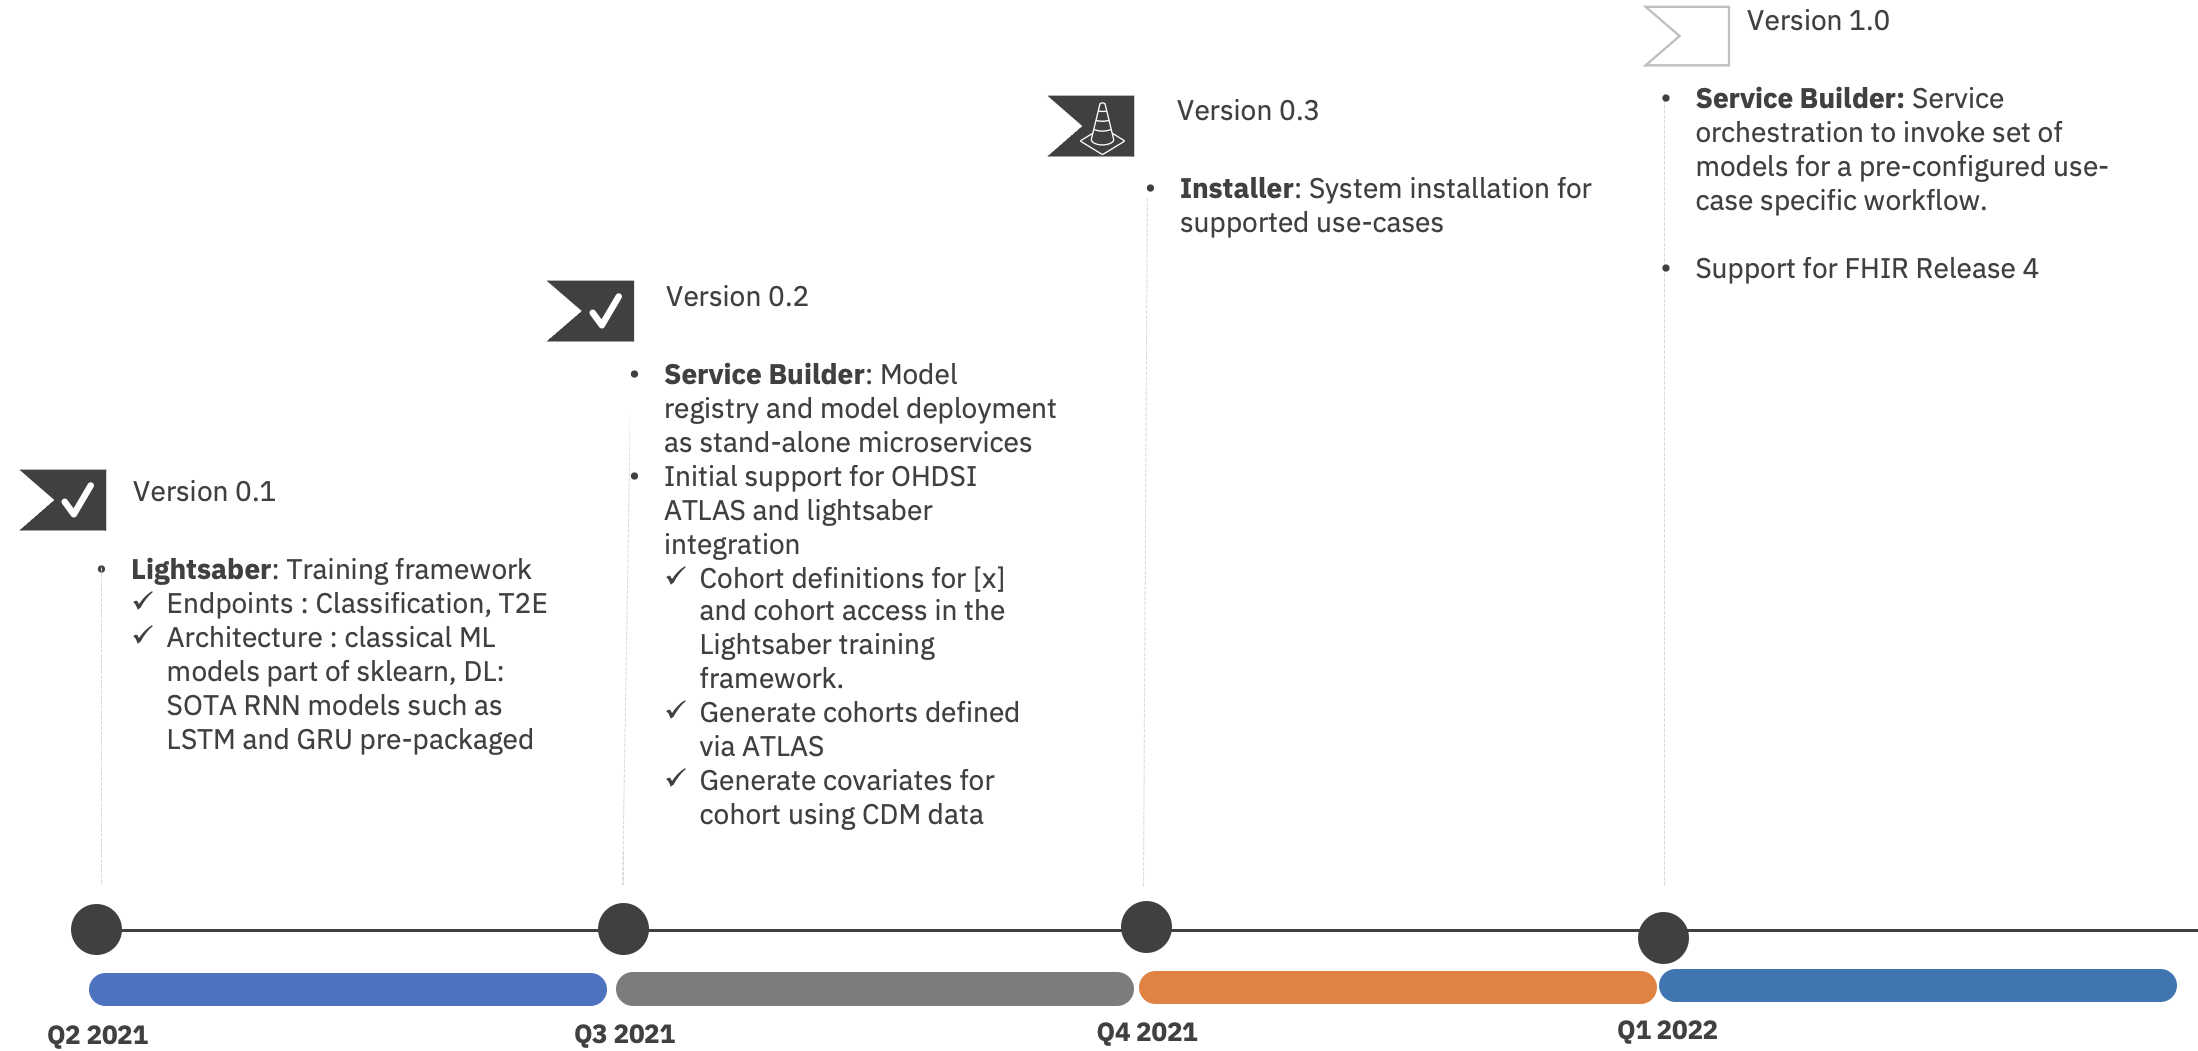 Version 0.1
• Lightsaber: Training framework
✓ Endpoints : Classification, T2E
✓ Architecture : classical ML
models part of sklearn, DL:
SOTA RNN models such as
LSTM and GRU pre-packaged
Version 0.2
• Service Builder: Model
registry and model deployment
as stand-alone microservices
• Initial support for OHDSI
ATLAS and lightsaber
integration
✓ Cohort definitions for [x]
and cohort access in the
Lightsaber training
framework.
✓ Generate cohorts defined
via ATLAS
✓ Generate covariates for
cohort using CDM data
Version 0.3
• Installer: System installation for
supported use-cases
Version 1.0
• Service Builder: Service
orchestration to invoke set of
models for a pre-configured use-
case specific workflow.
• Support for FHIR Release 4
Q2 2021
Q3 2021
Q4 2021
Q1 2022